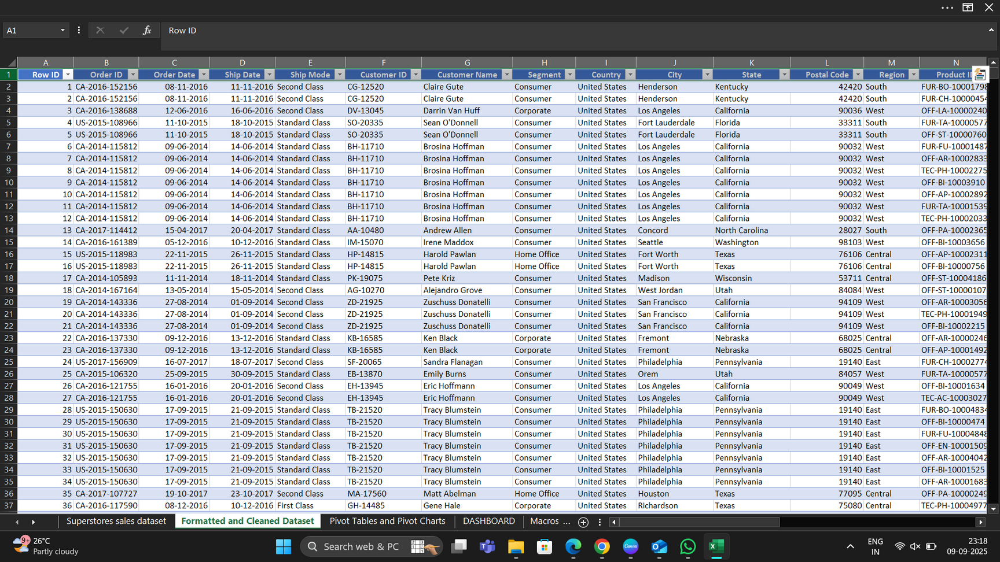 A1 fx Row ID
A B C D E F G H I J K L M N
1 Row ID Order ID Order Date Ship Date Ship Mode Customer ID Customer Name Segment Country City State Postal Code Region Product
2 1 CA-2016-152156 08-11-2016 11-11-2016 Second Class CG-12520 Claire Gute Consumer United States Henderson Kentucky 42420 South FUR-BO-10001798
3 2 CA-2016-152156 08-11-2016 11-11-2016 Second Class CG-12520 Claire Gute Consumer United States Henderson Kentucky 42420 South FUR-CH-10000454
4 3 CA-2016-138688 12-06-2016 16-06-2016 Second Class DV-13045 Darrin Van Huff Corporate United States Los Angeles California 90036 West OFF-LA-10000240
5 4 US-2015-108966 11-10-2015 18-10-2015 Standard Class SO-20335 Sean O'Donnell Consumer United States Fort Lauderdale Florida 33311 South FUR-TA-10000577
6 5 US-2015-108966 11-10-2015 18-10-2015 Standard Class SO-20335 Sean O'Donnell Consumer United States Fort Lauderdale Florida 33311 South OFF-ST-10000760
7 6 CA-2014-115812 09-06-2014 14-06-2014 Standard Class BH-11710 Brosina Hoffman Consumer United States Los Angeles California 90032 West FUR-FU-10001487
8 7 CA-2014-115812 09-06-2014 14-06-2014 Standard Class BH-11710 Brosina Hoffman Consumer United States Los Angeles California 90032 West OFF-AR-10002833
9 8 CA-2014-115812 09-06-2014 14-06-2014 Standard Class BH-11710 Brosina Hoffman Consumer United States Los Angeles California 90032 West TEC-PH-10002275
10 9 CA-2014-115812 09-06-2014 14-06-2014 Standard Class BH-11710 Brosina Hoffman Consumer United States Los Angeles California 90032 West OFF-BI-10003910
11 10 CA-2014-115812 09-06-2014 14-06-2014 Standard Class BH-11710 Brosina Hoffman Consumer United States Los Angeles California 90032 West OFF-AP-10002892
12 11 CA-2014-115812 09-06-2014 14-06-2014 Standard Class BH-11710 Brosina Hoffman Consumer United States Los Angeles California 90032 West FUR-TA-10001539
13 12 CA-2014-115812 09-06-2014 14-06-2014 Standard Class BH-11710 Brosina Hoffman Consumer United States Los Angeles California 90032 West TEC-PH-10002033
14 13 CA-2017-114412 15-04-2017 20-04-2017 Standard Class AA-10480 Andrew Allen Consumer United States Concord North Carolina 28027 South OFF-PA-10002365
15 14 CA-2016-161389 05-12-2016 10-12-2016 Standard Class IM-15070 Irene Maddox Consumer United States Seattle Washington 98103 West OFF-BI-10003656
16 15 US-2015-118983 22-11-2015 26-11-2015 Standard Class HP-14815 Harold Pawlan Home Office United States Fort Worth Texas 76106 Central OFF-AP-10002311
17 16 US-2015-118983 22-11-2015 26-11-2015 Standard Class HP-14815 Harold Pawlan Home Office United States Fort Worth Texas 76106 Central OFF-BI-10000756
18 17 CA-2014-105893 11-11-2014 18-11-2014 Standard Class PK-19075 Pete Kriz Consumer United States Madison Wisconsin 53711 Central OFF-ST-10004186
19 18 CA-2014-167164 13-05-2014 15-05-2014 Second Class AG-10270 Alejandro Grove Consumer United States West Jordan Utah 84084 West OFF-ST-10000107
20 19 CA-2014-143336 27-08-2014 01-09-2014 Second Class ZD-21925 Zuschuss Donatelli Consumer United States San Francisco California 94109 West OFF-AR-10003056
21 20 CA-2014-143336 27-08-2014 01-09-2014 Second Class ZD-21925 Zuschuss Donatelli Consumer United States San Francisco California 94109 West TEC-PH-10001949
22 21 CA-2014-143336 27-08-2014 01-09-2014 Second Class ZD-21925 Zuschuss Donatelli Consumer United States San Francisco California 94109 West OFF-BI-10002215
23 22 CA-2016-137330 09-12-2016 13-12-2016 Standard Class KB-16585 Ken Black Corporate United States Fremont Nebraska 68025 Central OFF-AR-10000246
24 23 CA-2016-137330 09-12-2016 13-12-2016 Standard Class KB-16585 Ken Black Corporate United States Fremont Nebraska 68025 Central OFF-AP-10001492
25 24 US-2017-156909 16-07-2017 18-07-2017 Second Class SF-20065 Sandra Flanagan Consumer United States Philadelphia Pennsylvania 19140 East FUR-CH-10002774
26 25 CA-2015-106320 25-09-2015 30-09-2015 Standard Class EB-13870 Emily Burns Consumer United States Orem Utah 84057 West FUR-TA-10000577
27 26 CA-2016-121755 16-01-2016 20-01-2016 Second Class EH-13945 Eric Hoffmann Consumer United States Los Angeles California 90049 West OFF-BI-10001634
28 27 CA-2016-121755 16-01-2016 20-01-2016 Second Class EH-13945 Eric Hoffmann Consumer United States Los Angeles California 90049 West TEC-AC-10003027
29 28 US-2015-150630 17-09-2015 21-09-2015 Standard Class TB-21520 Tracy Blumstein Consumer United States Philadelphia Pennsylvania 19140 East FUR-BO-10004834
30 29 US-2015-150630 17-09-2015 21-09-2015 Standard Class TB-21520 Tracy Blumstein Consumer United States Philadelphia Pennsylvania 19140 East OFF-BI-10000474
31 30 US-2015-150630 17-09-2015 21-09-2015 Standard Class TB-21520 Tracy Blumstein Consumer United States Philadelphia Pennsylvania 19140 East FUR-FU-10004848
32 31 US-2015-150630 17-09-2015 21-09-2015 Standard Class TB-21520 Tracy Blumstein Consumer United States Philadelphia Pennsylvania 19140 East OFF-EN-10001509
33 32 US-2015-150630 17-09-2015 21-09-2015 Standard Class TB-21520 Tracy Blumstein Consumer United States Philadelphia Pennsylvania 19140 East OFF-AR-10004042
34 33 US-2015-150630 17-09-2015 21-09-2015 Standard Class TB-21520 Tracy Blumstein Consumer United States Philadelphia Pennsylvania 19140 East OFF-BI-10001525
35 34 US-2015-150630 17-09-2015 21-09-2015 Standard Class TB-21520 Tracy Blumstein Consumer United States Philadelphia Pennsylvania 19140 East OFF-AR-10001683
36 35 CA-2017-107727 19-10-2017 23-10-2017 Second Class MA-17560 Matt Abelman Home Office United States Houston Texas 77095 Central OFF-PA-10000249
37 36 CA-2016-117590 08-12-2016 10-12-2016 First Class GH-14485 Gene Hale Corporate United States Richardson Texas 75080 Central TEC-PH-10004977
Superstores sales dataset Formatted and Cleaned Dataset Pivot Tables and Pivot Charts DASHBOARD Macros ...
9+ 26°C Search web & PC Canva ENG 23:18
Partly cloudy IN 09-09-2025